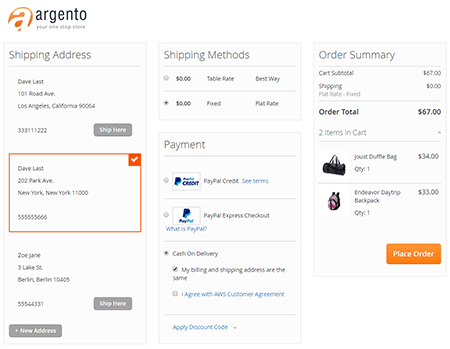 argento
your one stop store
Shipping Address
Dave Last
101 Road Ave.
Los Angeles, California 90064
333111222
Ship Here
Dave Last
202 Park Ave.
New York, New York 11000
555555666
Zoe Jane
3 Lake St.
Berlin, Berlin 10405
55544331
Ship Here
+ New Address
Shipping Methods
$0.00 Table Rate Best Way
$0.00 Fixed Flat Rate
Payment
PayPal CREDIT PayPal Credit See terms
PayPal PayPal Express Checkout
What is PayPal?
Cash On Delivery
My billing and shipping address are the
same
I Agree with AWS Customer Agreement
Apply Discount Code
Order Summary
Cart Subtotal $67.00
Shipping $0.00
Flat Rate - Fixed
Order Total $67.00
2 Items in Cart
Joust Duffle Bag $34.00
Qty: 1
Endeavor Daytrip $33.00
Backpack
Qty: 1
Place Order